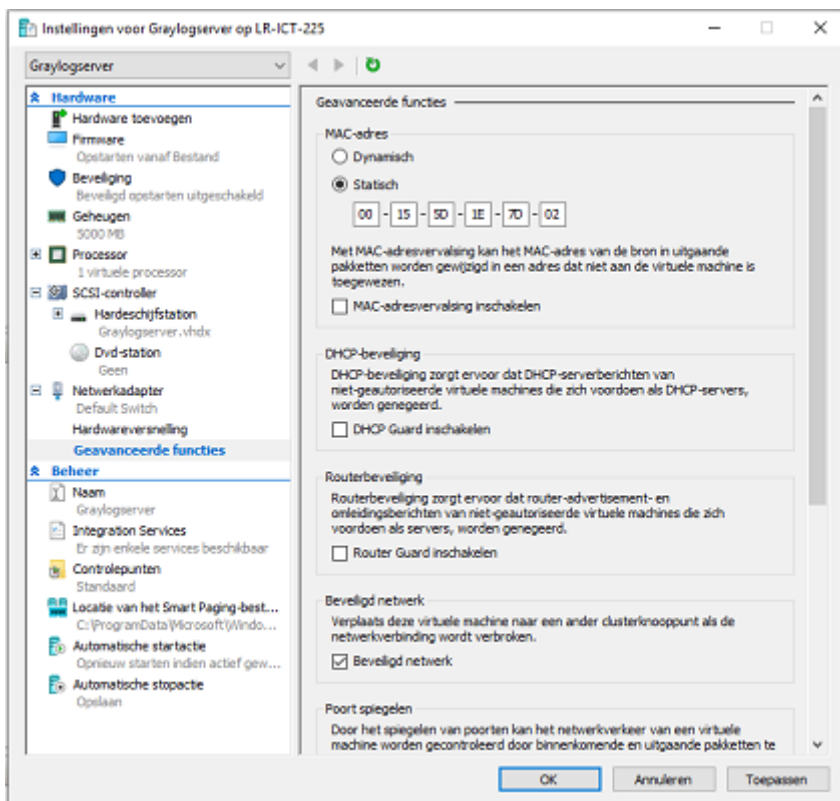 Instellingen voor Graylogserver op LR-ICT-225
Graylogserver
Hardware
Hardware toevoegen
Firmware
Opstarten vanaf Bestand
Beveiliging
Beveiligd opstarten uitgeschakeld
Geheugen
5000 MB
Processor
1 virtuele processor
SCSI-controller
Hardeschijfstation
Graylogserver.vhdx
Dvd-station
Geen
Netwerkadapter
Default Switch
Hardwareversnelling
Geavanceerde functies
Beheer
Naam
Graylogserver
Integration Services
Er zijn enkele services beschikbaar
Controlepunten
Standaard
Locatie van het Smart Paging-best...
C:\ProgramData\Microsoft\Windo...
Automatische startactie
Opnieuw starten indien actief gew...
Automatische stopactie
Opslaan
Geavanceerde functies
MAC-adres
Dynamisch
Statisch
00 - 15 - 5D - 1E - 7D - 02
Met MAC-adresvervalsing kan het MAC-adres van de bron in uitgaande
pakketten worden gewijzigd in een adres dat niet aan de virtuele machine is
toegewezen.
MAC-adresvervalsing inschakelen
DHCP-beveiliging
DHCP-beveiliging zorgt ervoor dat DHCP-serverberichten van
niet-geautoriseerde virtuele machines die zich voordoen als DHCP-servers,
worden genegeerd.
DHCP Guard inschakelen
Routerbeveiliging
Routerbeveiliging zorgt ervoor dat router-advertisement- en
omleidingsberichten van niet-geautoriseerde virtuele machines die zich
voordoen als servers, worden genegeerd.
Router Guard inschakelen
Beveiligd netwerk
Verplaats deze virtuele machine naar een ander clusterknooppunt als de
netwerkverbinding wordt verbroken.
Beveiligd netwerk
Poort spiegelen
Door het spiegelen van poorten kan het netwerkverkeer van een virtuele
machine worden gecontroleerd door binnenkomende en uitgaande pakketten te
OK
Annuleren
Toepassen